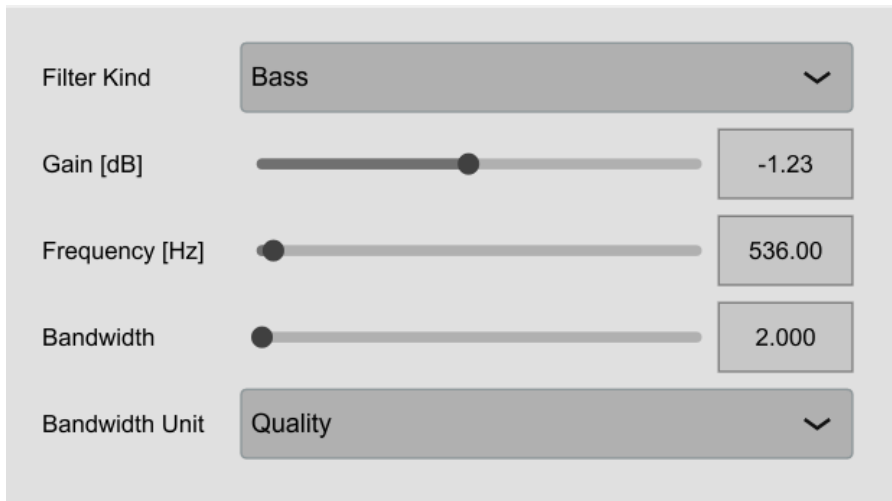 Filter Kind Bass
Gain [dB] -1.23
Frequency [Hz] 536.00
Bandwidth 2.000
Bandwidth Unit Quality